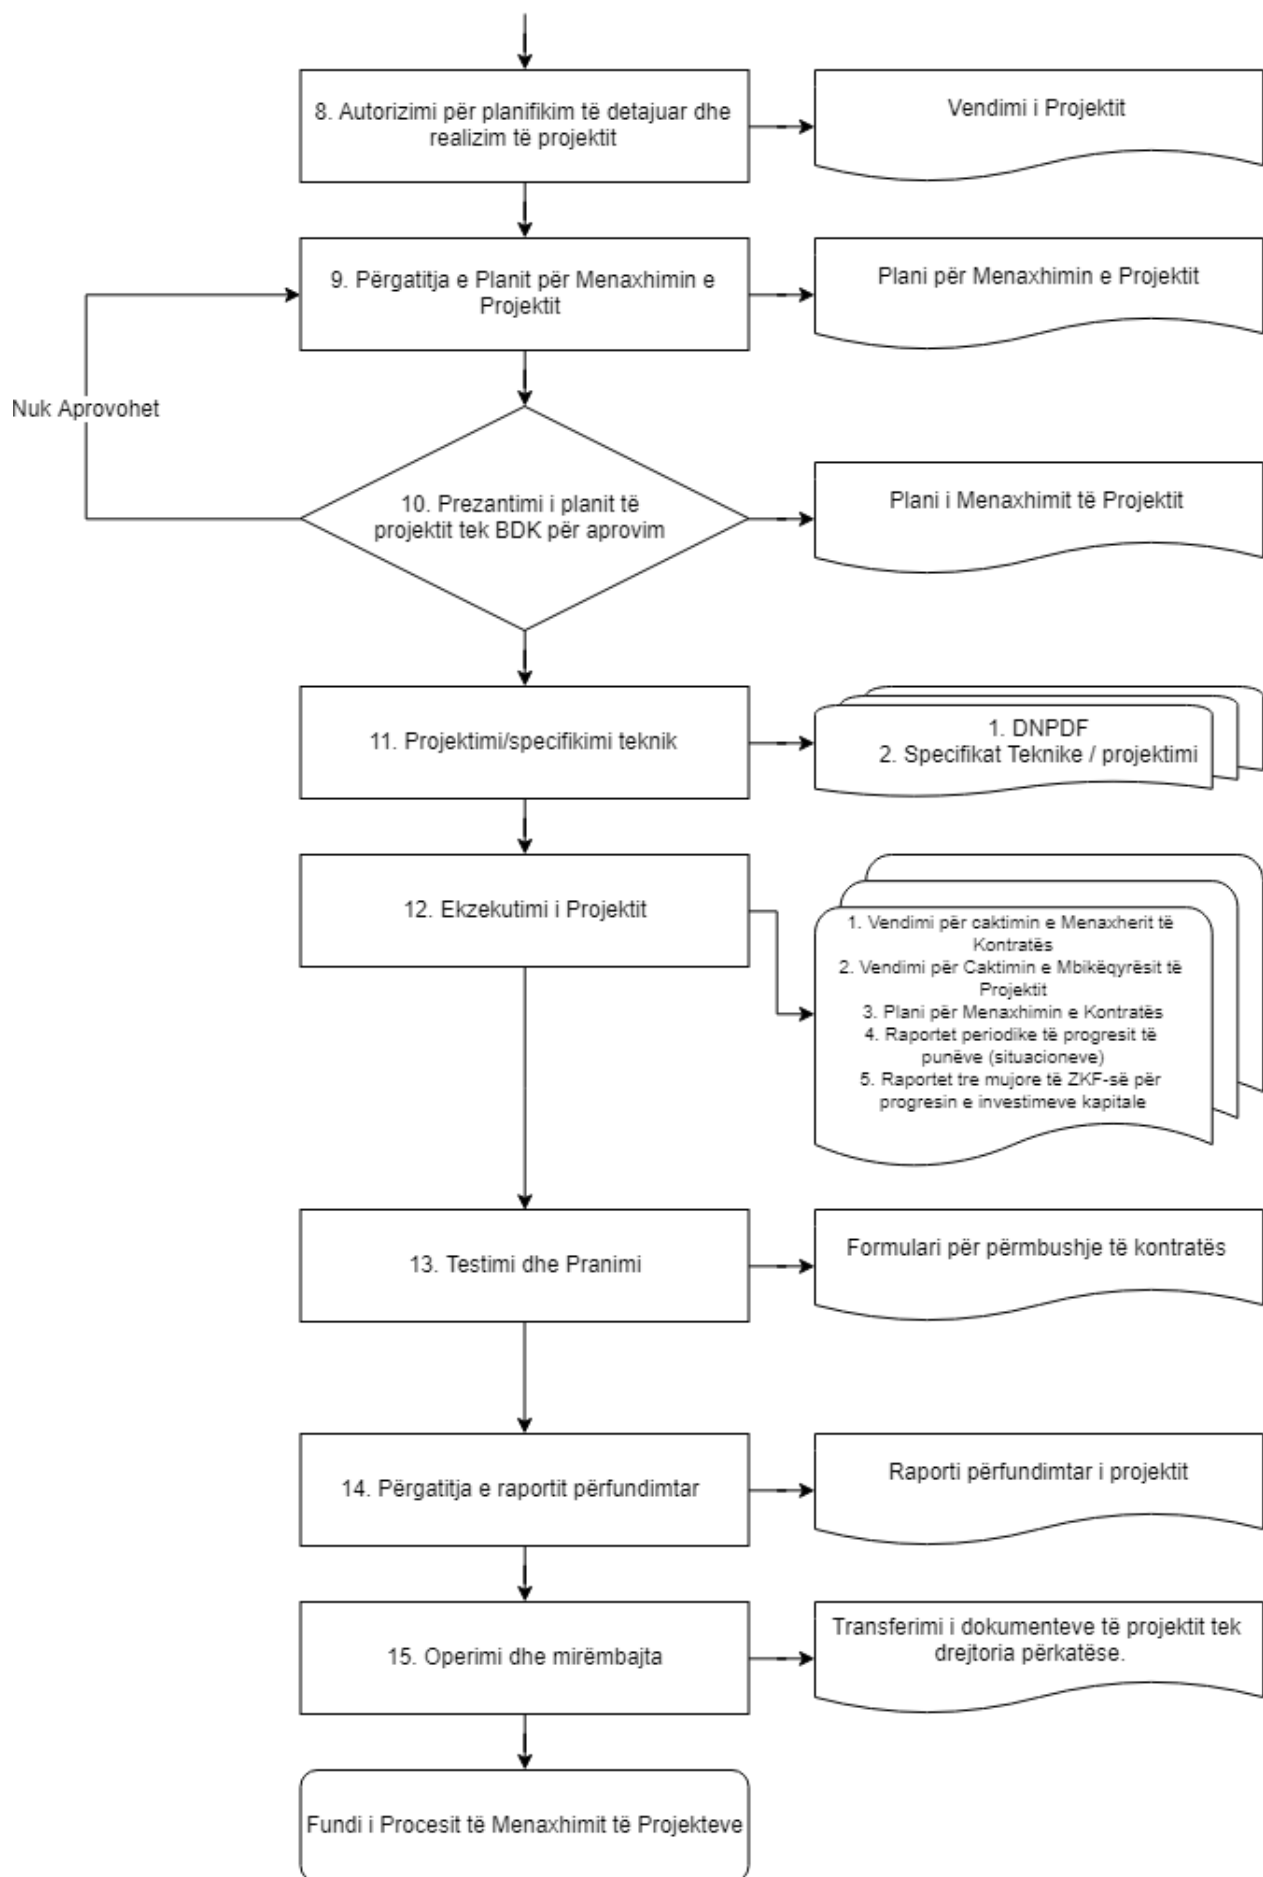 8. Autorizimi për planifikim të detajuar dhe
realizim të projektit
Vendimi i Projektit
9. Përgatitja e Planit për Menaxhimin e
Projektit
Plani për Menaxhimin e Projektit
Nuk Aprovohet
10. Prezantimi i planit të
projektit tek BDK për aprovim
Plani i Menaxhimit të Projektit
11. Projektimi/specifikimi teknik
1. DNPDF
2. Specifikat Teknike / projektimi
12. Ekzekutimi i Projektit
1. Vendimi për caktimin e Menaxherit të
Kontratës
2. Vendimi për Caktimin e Mbikëqyrësit të
Projektit
3. Plani për Menaxhimin e Kontratës
4. Raportet periodike të progresit të
punëve (situacioneve)
5. Raportet tre mujore të ZKF-së për
progresin e investimeve kapitale
13. Testimi dhe Pranimi
Formulari për përmbushje të kontratës
14. Përgatitja e raportit përfundimtar
Raporti përfundimtar i projektit
15. Operimi dhe mirëmbajta
Transferimi i dokumenteve të projektit tek
drejtoria përkatëse.
Fundi i Procesit të Menaxhimit të Projekteve